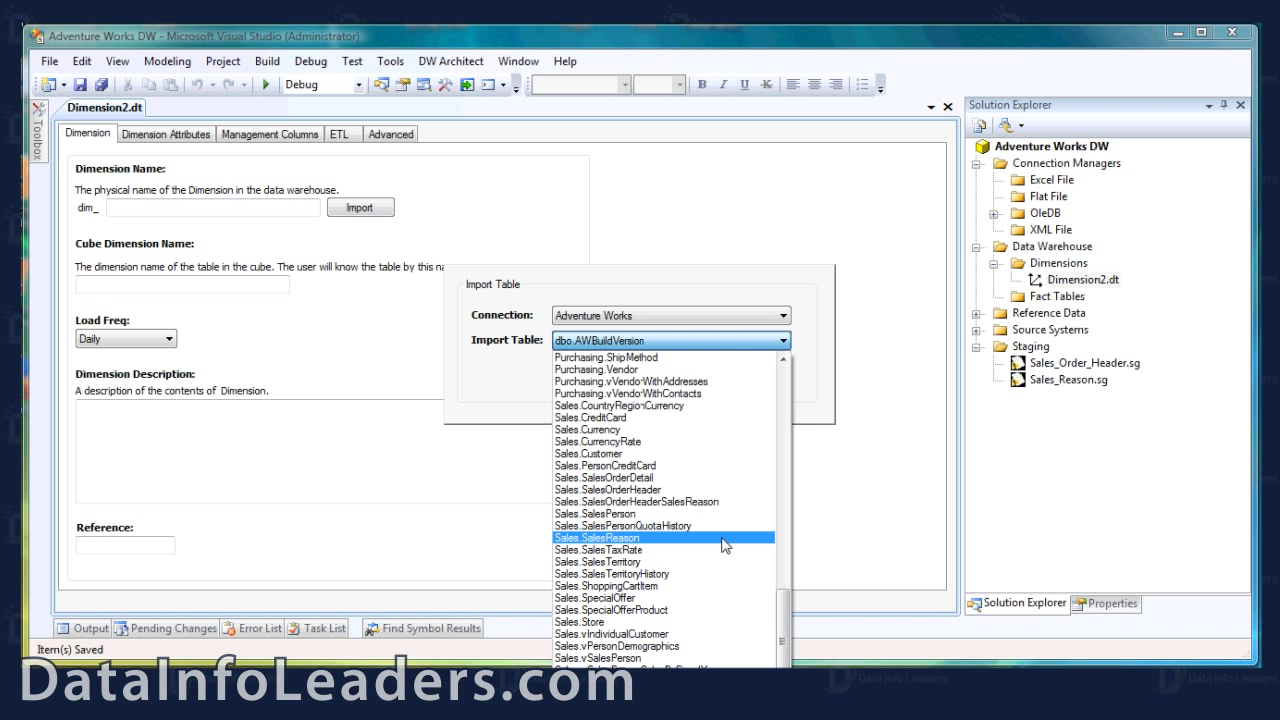 Adventure Works DW - Microsoft Visual Studio (Administrator)
File Edit View Modeling Project Build Debug Test Tools DW Architect Window Help
Debug
Dimension2.dt
Toolbox
Dimension Dimension Attributes Management Columns ETL Advanced
Dimension Name:
The physical name of the Dimension in the data warehouse.
dim_ Import
Cube Dimension Name:
The dimension name of the table in the cube. The user will know the table by this na
Load Freq:
Daily
Dimension Description:
A description of the contents of Dimension.
Reference:
Import Table
Connection: Adventure Works
Import Table: dbo.AWBuildVersion
Purchasing.ShipMethod
Purchasing.Vendor
Purchasing.vVendorWithAddresses
Purchasing.vVendorWithContacts
Sales.CountryRegionCurrency
Sales.CreditCard
Sales.Currency
Sales.CurrencyRate
Sales.Customer
Sales.PersonCreditCard
Sales.SalesOrderDetail
Sales.SalesOrderHeader
Sales.SalesOrderHeaderSalesReason
Sales.SalesPerson
Sales.SalesPersonQuotaHistory
Sales.SalesReason
Sales.SalesTaxRate
Sales.SalesTerritory
Sales.SalesTerritoryHistory
Sales.ShoppingCartItem
Sales.SpecialOffer
Sales.SpecialOfferProduct
Sales.Store
Sales.vIndividualCustomer
Sales.vPersonDemographics
Sales.vSalesPerson
Solution Explorer
Adventure Works DW
Connection Managers
Excel File
Flat File
OleDB
XML File
Data Warehouse
Dimensions
Dimension2.dt
Fact Tables
Reference Data
Source Systems
Staging
Sales_Order_Header.sg
Sales_Reason.sg
Solution Explorer Properties
Output Pending Changes Error List Task List Find Symbol Results
Item(s) Saved
DataInfoLeaders.com